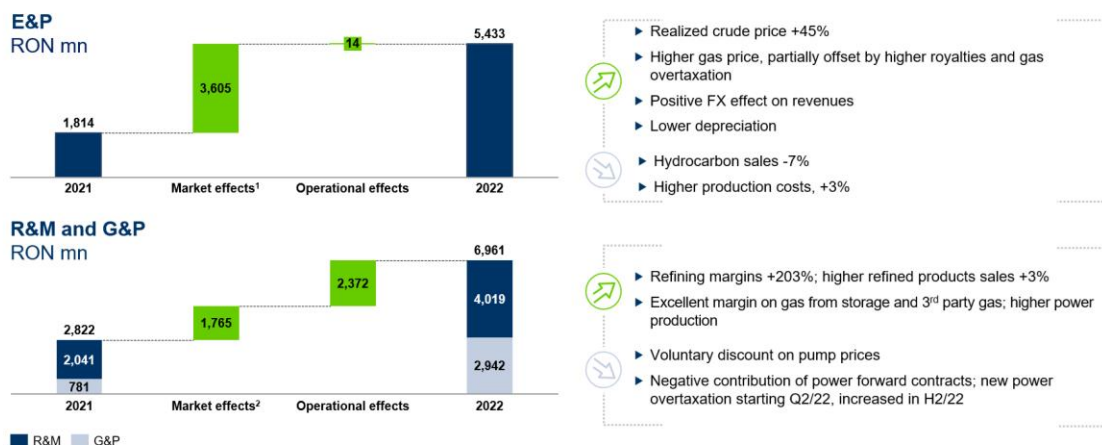 E&P
RON mn
1,814
3,605
14
5,433
2021
Market effects¹
Operational effects
2022
▶ Realized crude price +45%
▶ Higher gas price, partially offset by higher royalties and gas
overtaxation
▶ Positive FX effect on revenues
▶ Lower depreciation
▶ Hydrocarbon sales -7%
▶ Higher production costs, +3%
R&M and G&P
RON mn
2,822
2,041
781
1,765
2,372
6,961
4,019
2,942
2021
Market effects²
Operational effects
2022
R&M
G&P
▶ Refining margins +203%; higher refined products sales +3%
▶ Excellent margin on gas from storage and 3rd party gas; higher power
production
▶ Voluntary discount on pump prices
▶ Negative contribution of power forward contracts; new power
overtaxation starting Q2/22, increased in H2/22